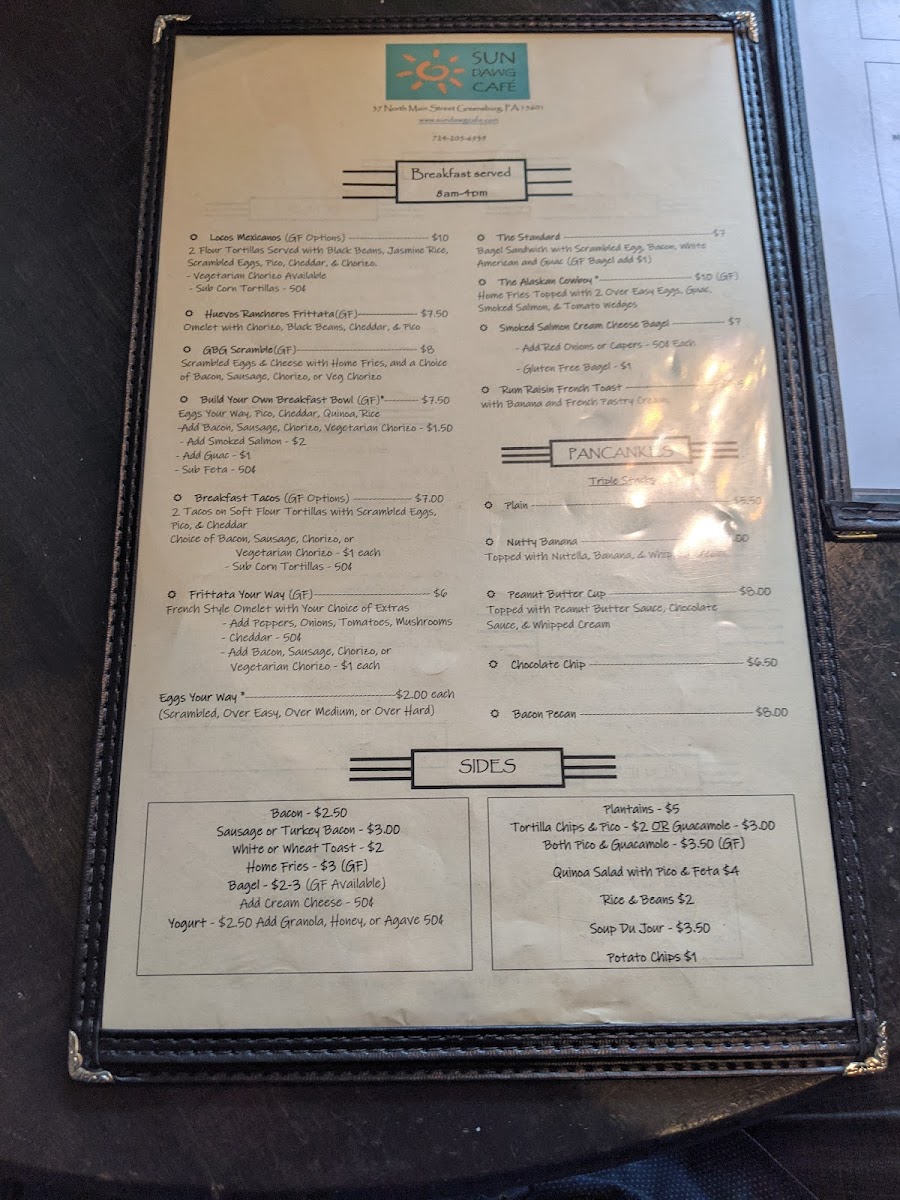 SUN
DAWG
CAFÉ
37 North Main Street Greensburg, PA 15601
www.sundawgcafe.com
Breakfast served
8am-4pm
Locos Mexicanos (GF Options) $10
2 Flour Tortillas Served with Black Beans, Jasmine Rice,
Scrambled Eggs, Pico, Cheddar, & Chorizo.
- Vegetarian Chorizo Available
- Sub Corn Tortillas - 50¢
Huevos Rancheros Frittata(GF) $7.50
Omelet with Chorizo, Black Beans, Cheddar, & Pico
GBG Scramble(GF) $8
Scrambled Eggs & Cheese with Home Fries, and a Choice
of Bacon, Sausage, Chorizo, or Veg Chorizo
Build Your Own Breakfast Bowl (GF)* $7.50
Eggs Your Way, Pico, Cheddar, Quinoa, Rice
-Add Bacon, Sausage, Chorizo, Vegetarian Chorizo - $1.50
- Add Smoked Salmon - $2
- Add Guac - $1
- Sub Feta - 50¢
Breakfast Tacos (GF Options) $7.00
2 Tacos on Soft Flour Tortillas with Scrambled Eggs,
Pico, & Cheddar
Choice of Bacon, Sausage, Chorizo, or
Vegetarian Chorizo - $1 each
- Sub Corn Tortillas - 50¢
Frittata Your Way (GF) $6
French Style Omelet with Your Choice of Extras
- Add Peppers, Onions, Tomatoes, Mushrooms
- Cheddar - 50¢
- Add Bacon, Sausage, Chorizo, or
Vegetarian Chorizo - $1 each
Eggs Your Way * $2.00 each
(Scrambled, Over Easy, Over Medium, or Over Hard)
The Standard $7
Bagel Sandwich with Scrambled Egg, Bacon, White
American and Guac (GF Bagel add $1)
The Alaskan Cowboy * $10 (GF)
Home Fries Topped with 2 Over Easy Eggs, Guac,
Smoked Salmon, & Tomato Wedges
Smoked Salmon Cream Cheese Bagel $7
- Add Red Onions or Capers - 50¢ Each
- Gluten Free Bagel - $1
Rum Raisin French Toast
with Banana and French Pastry Cream
PANCANKES
Triple Stacks
Plain $5.50
Nutty Banana
Topped with Nutella, Banana, &
Peanut Butter Cup $8.00
Topped with Peanut Butter Sauce, Chocolate
Sauce, & Whipped Cream
Chocolate Chip $6.50
Bacon Pecan $8.00
SIDES
Bacon - $2.50
Sausage or Turkey Bacon - $3.00
White or Wheat Toast - $2
Home Fries - $3 (GF)
Bagel - $2-3 (GF Available)
Add Cream Cheese - 50¢
Yogurt - $2.50 Add Granola, Honey, or Agave 50¢
Plantains - $5
Tortilla Chips & Pico - $2 OR Guacamole - $3.00
Both Pico & Guacamole - $3.50 (GF)
Quinoa Salad with Pico & Feta $4
Rice & Beans $2
Soup Du Jour - $3.50
Potato Chips $1